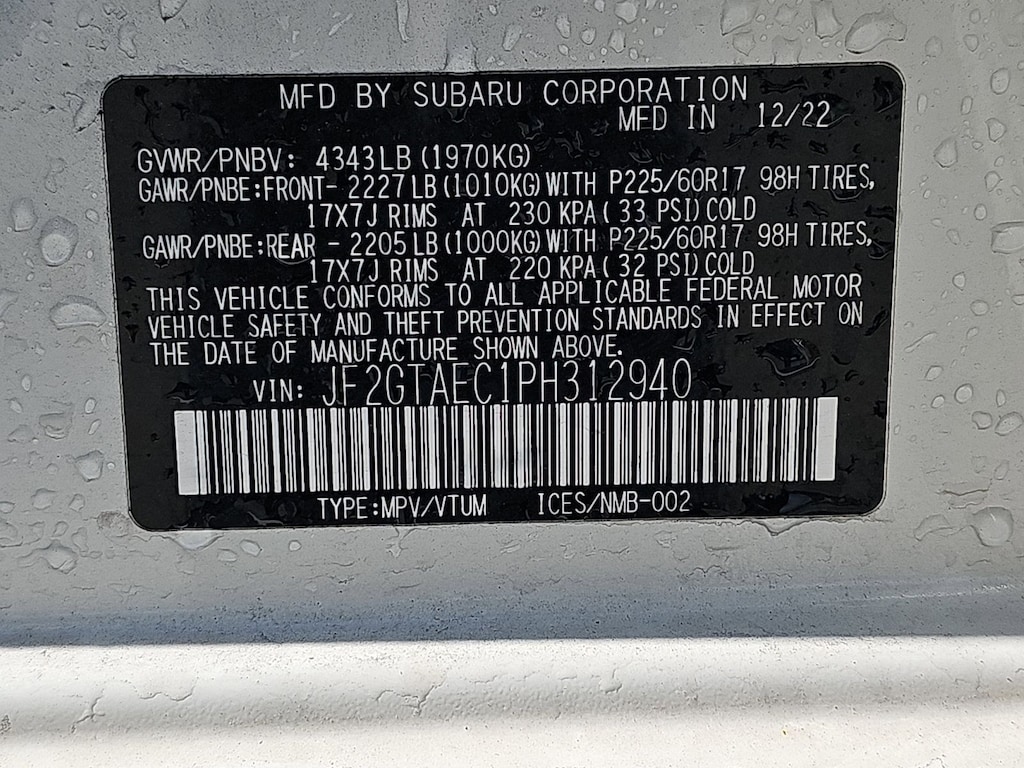 MFD BY SUBARU CORPORATION
MFD IN 12/22
GVWR/PNBV: 4343LB(1970KG)
GAWR/PNBE:FRONT- 2227LB(1010KG)WITH P225/60R17 98H TIRES,
17X7J RIMS AT 230 KPA( 33 PSI)COLD
GAWR/PNBE:REAR - 2205LB(1000KG)WITH P225/60R17 98H TIRES,
17X7J RIMS AT 220 KPA( 32 PSI)COLD
THIS VEHICLE CONFORMS TO ALL APPLICABLE FEDERAL MOTOR
VEHICLE SAFETY AND THEFT PREVENTION STANDARDS IN EFFECT ON
THE DATE OF MANUFACTURE SHOWN ABOVE.
VIN: JF2GTAEC1PH312940
TYPE:MPV/VTUM ICES/NMB-002